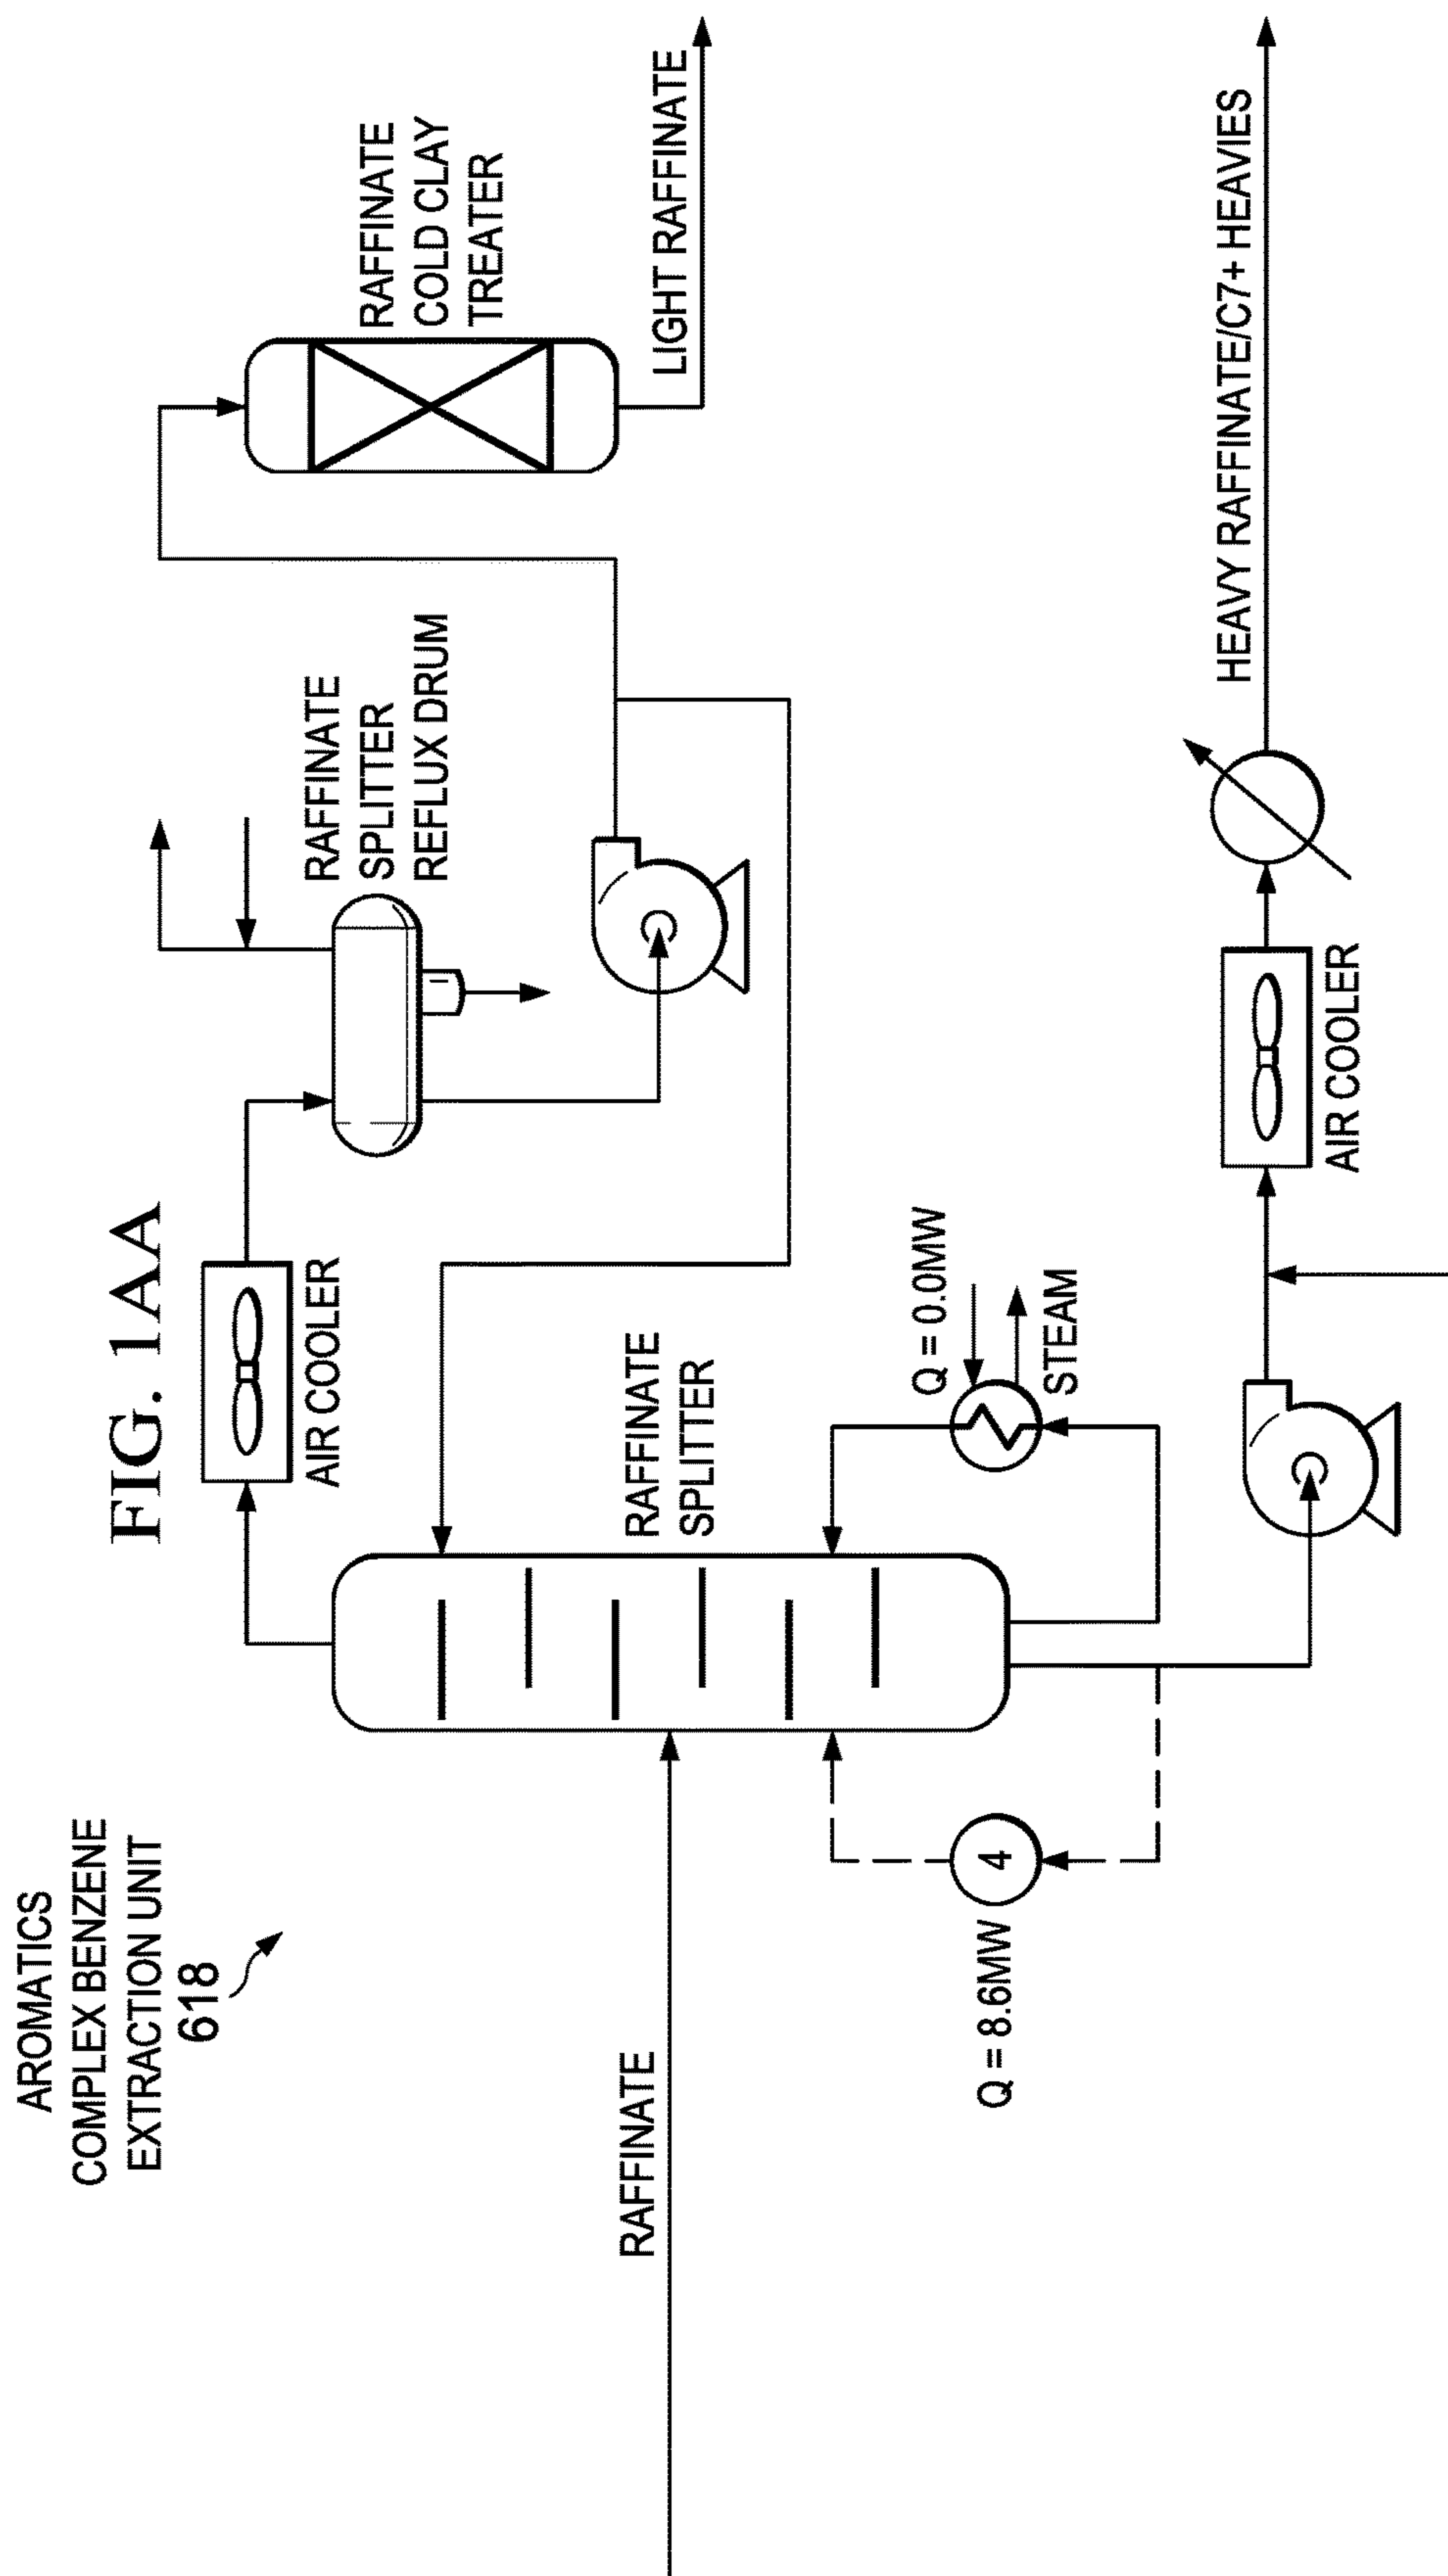 FIG. 1AA
AROMATICS
COMPLEX BENZENE
EXTRACTION UNIT
618
AIR COOLER
RAFFINATE
SPLITTER
REFLUX DRUM
RAFFINATE
COLD CLAY
TREATER
LIGHT RAFFINATE
RAFFINATE
RAFFINATE
SPLITTER
Q = 8.6MW
4
Q = 0.0MW
STEAM
AIR COOLER
HEAVY RAFFINATE/C7+ HEAVIES